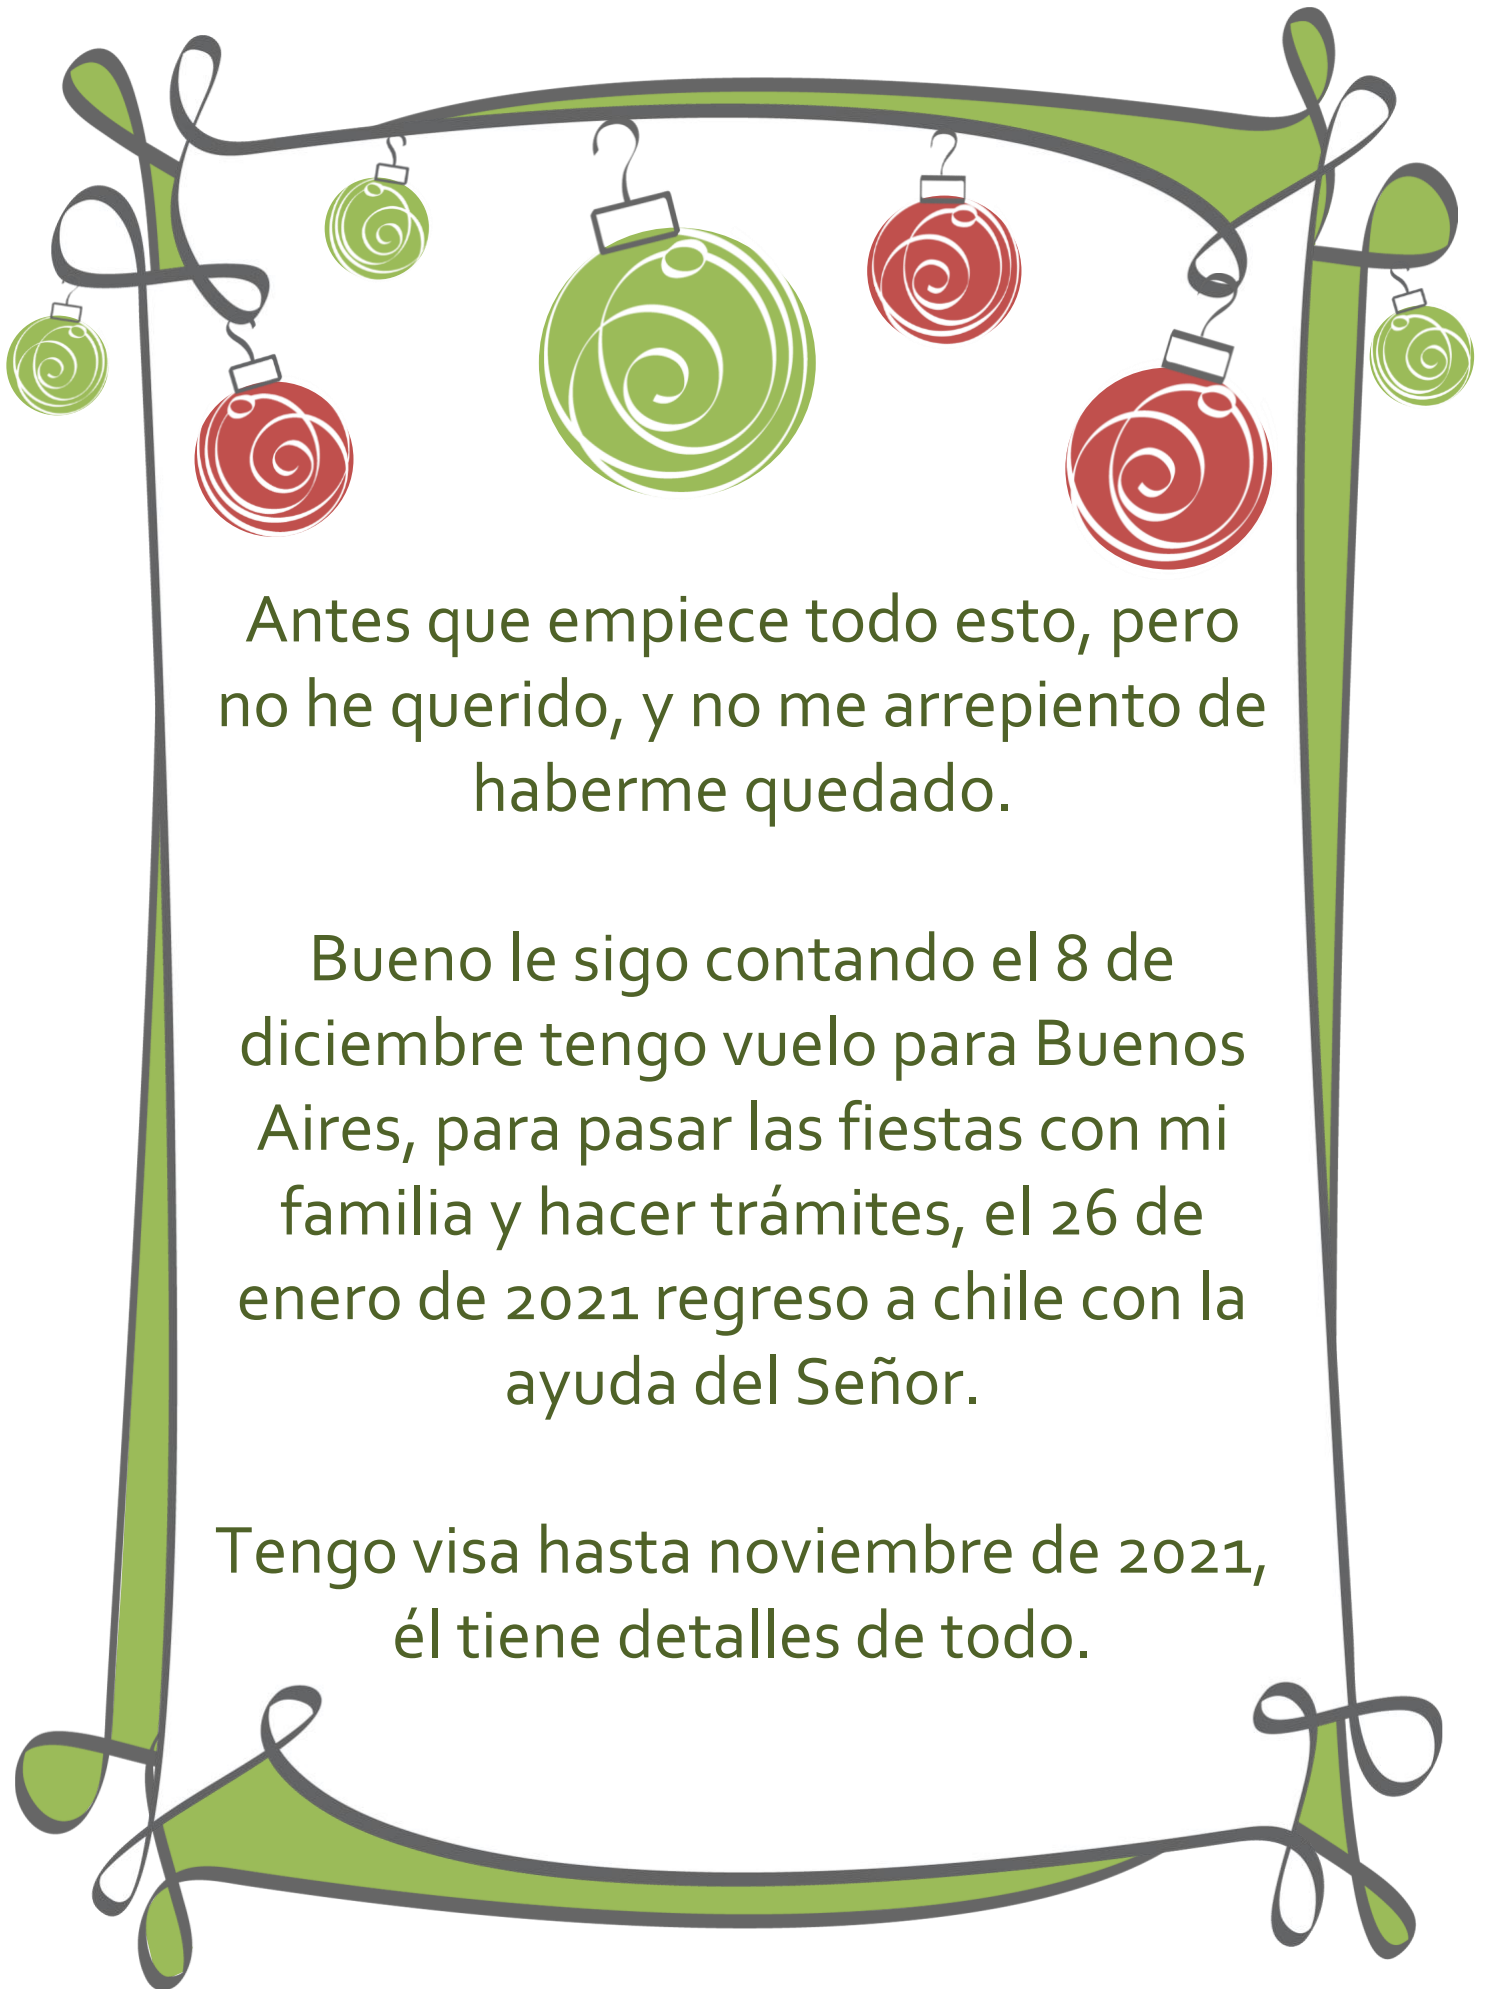 Antes que empiece todo esto, pero
no he querido, y no me arrepiento de
haberme quedado.
Bueno le sigo contando el 8 de
diciembre tengo vuelo para Buenos
Aires, para pasar las fiestas con mi
familia y hacer trámites, el 26 de
enero de 2021 regreso a chile con la
ayuda del Señor.
Tengo visa hasta noviembre de 2021,
él tiene detalles de todo.